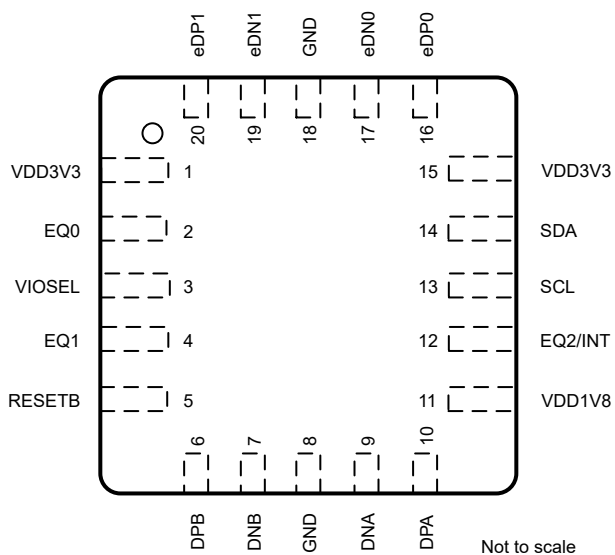 eDP1
eDN1
GND
eDN0
eDP0
20
19
18
17
16
VDD3V3
1
15
VDD3V3
EQ0
2
14
SDA
VIOSEL
3
13
SCL
EQ1
4
12
EQ2/INT
RESETB
5
11
VDD1V8
6
7
8
9
10
DPB
DNB
GND
DNA
DPA
Not to scale